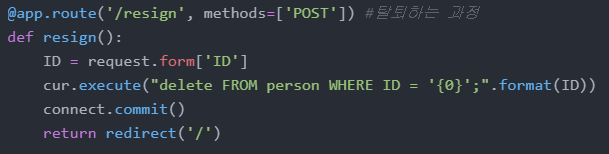 @app.route('/resign', methods=['POST']) #탈퇴하는 과정
def resign():
    ID = request.form['ID']
    cur.execute("delete FROM person WHERE ID = '{0}';".format(ID))
    connect.commit()
    return redirect('/')